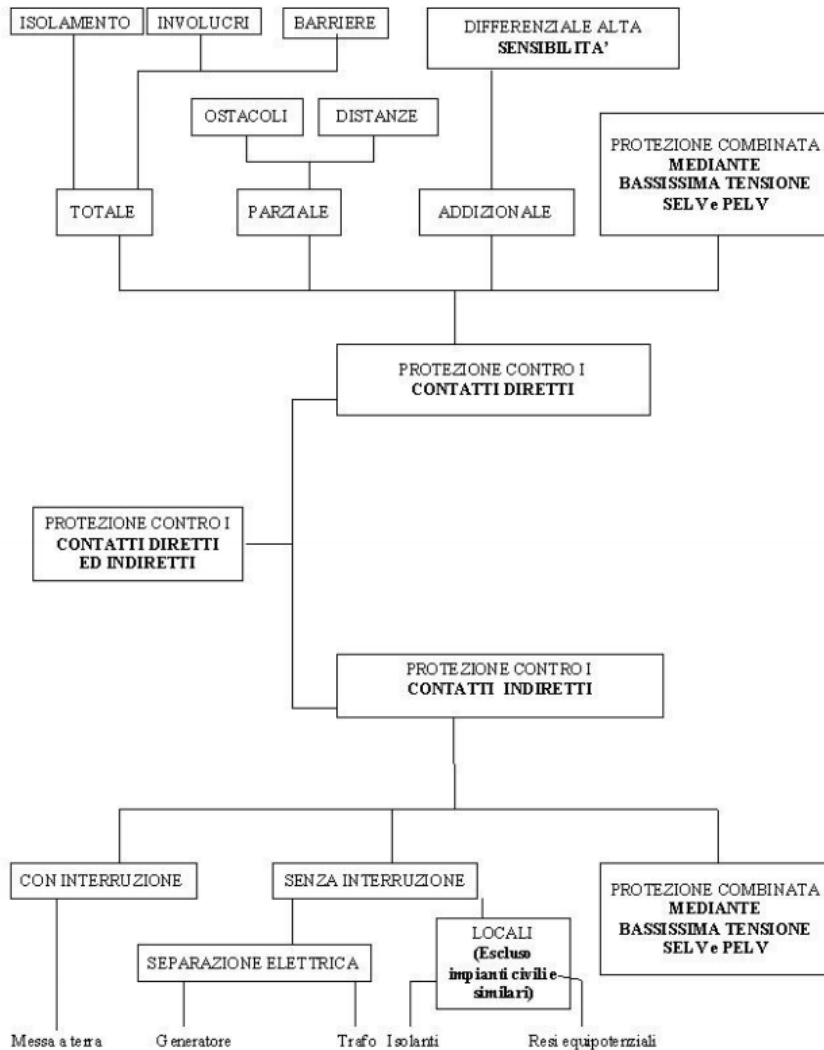 ISOLAMENTO
INVOLUCRI
BARRIERE
DIFFERENZIALE ALTA
SENSIBILITA'
OSTACOLI
DISTANZE
PROTEZIONE COMBINATA
MEDIANTE
BASSISSIMA TENSIONE
SELV e PELV
TOTALE
PARZIALE
ADDIZIONALE
PROTEZIONE CONTRO I
CONTATTI DIRETTI
PROTEZIONE CONTRO I
CONTATTI DIRETTI
ED INDIRETTI
PROTEZIONE CONTRO I
CONTATTI INDIRETTI
CON INTERRUZIONE
SENZA INTERRUZIONE
PROTEZIONE COMBINATA
MEDIANTE
BASSISSIMA TENSIONE
SELV e PELV
SEPARAZIONE ELETTRICA
LOCALI
(Escluso
impianti civili e
similari)
Messa a terra
Generatore
Trafo
Isolanti
Resi equipotenziali